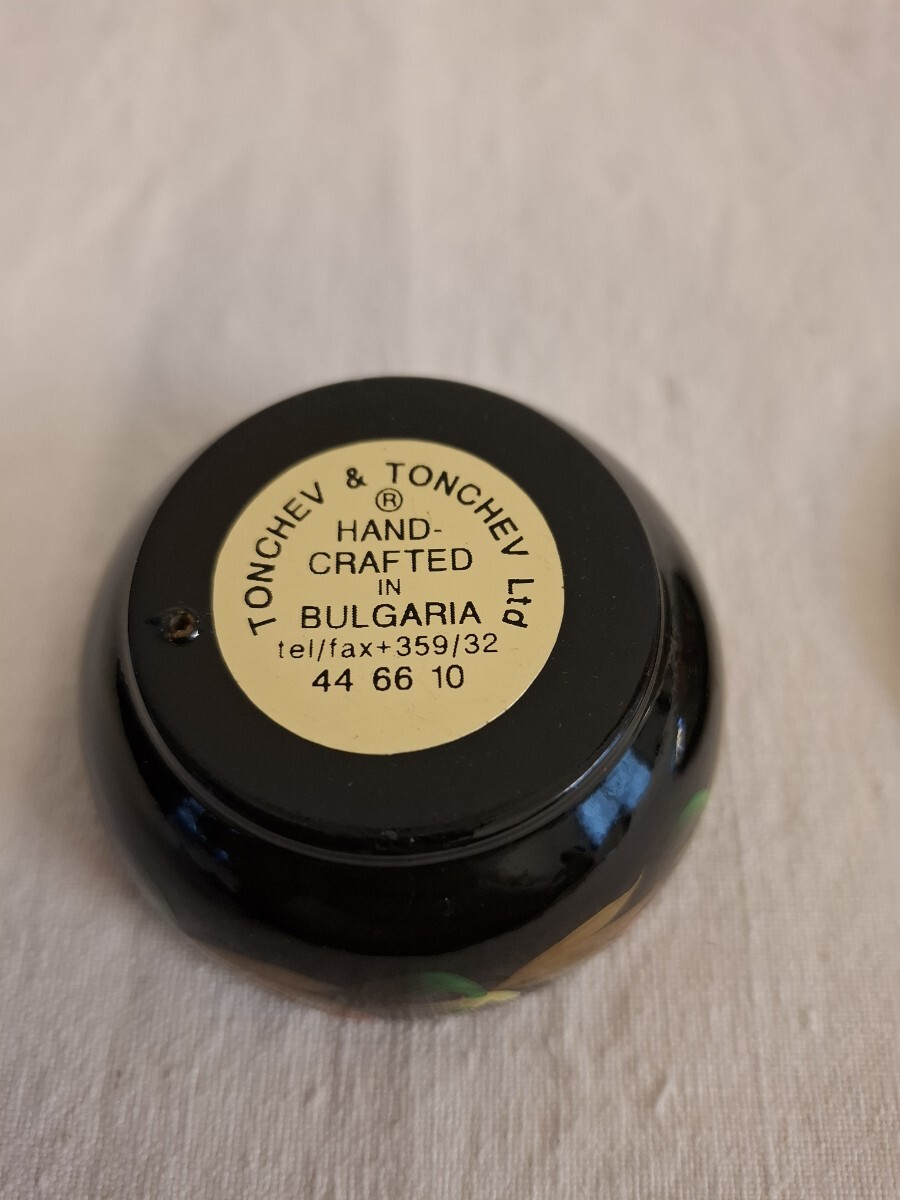 TONCHEV & TONCHEV Ltd
®
HAND-
CRAFTED
IN
BULGARIA
tel/fax+359/32
44 66 10